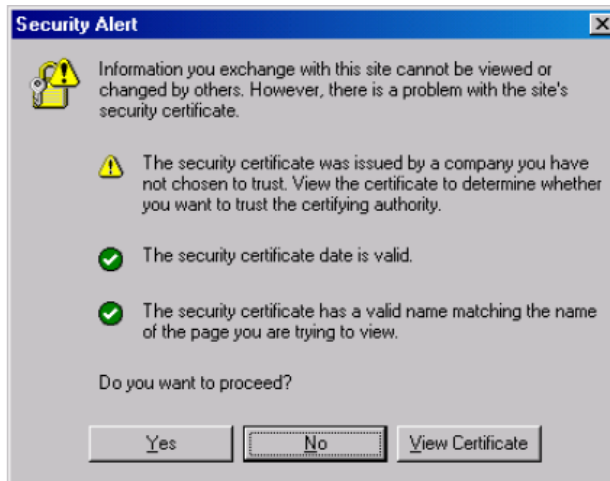 Security Alert
Information you exchange with this site cannot be viewed or
changed by others. However, there is a problem with the site's
security certificate.
The security certificate was issued by a company you have
not chosen to trust. View the certificate to determine whether
you want to trust the certifying authority.
The security certificate date is valid.
The security certificate has a valid name matching the name
of the page you are trying to view.
Do you want to proceed?
Yes No View Certificate